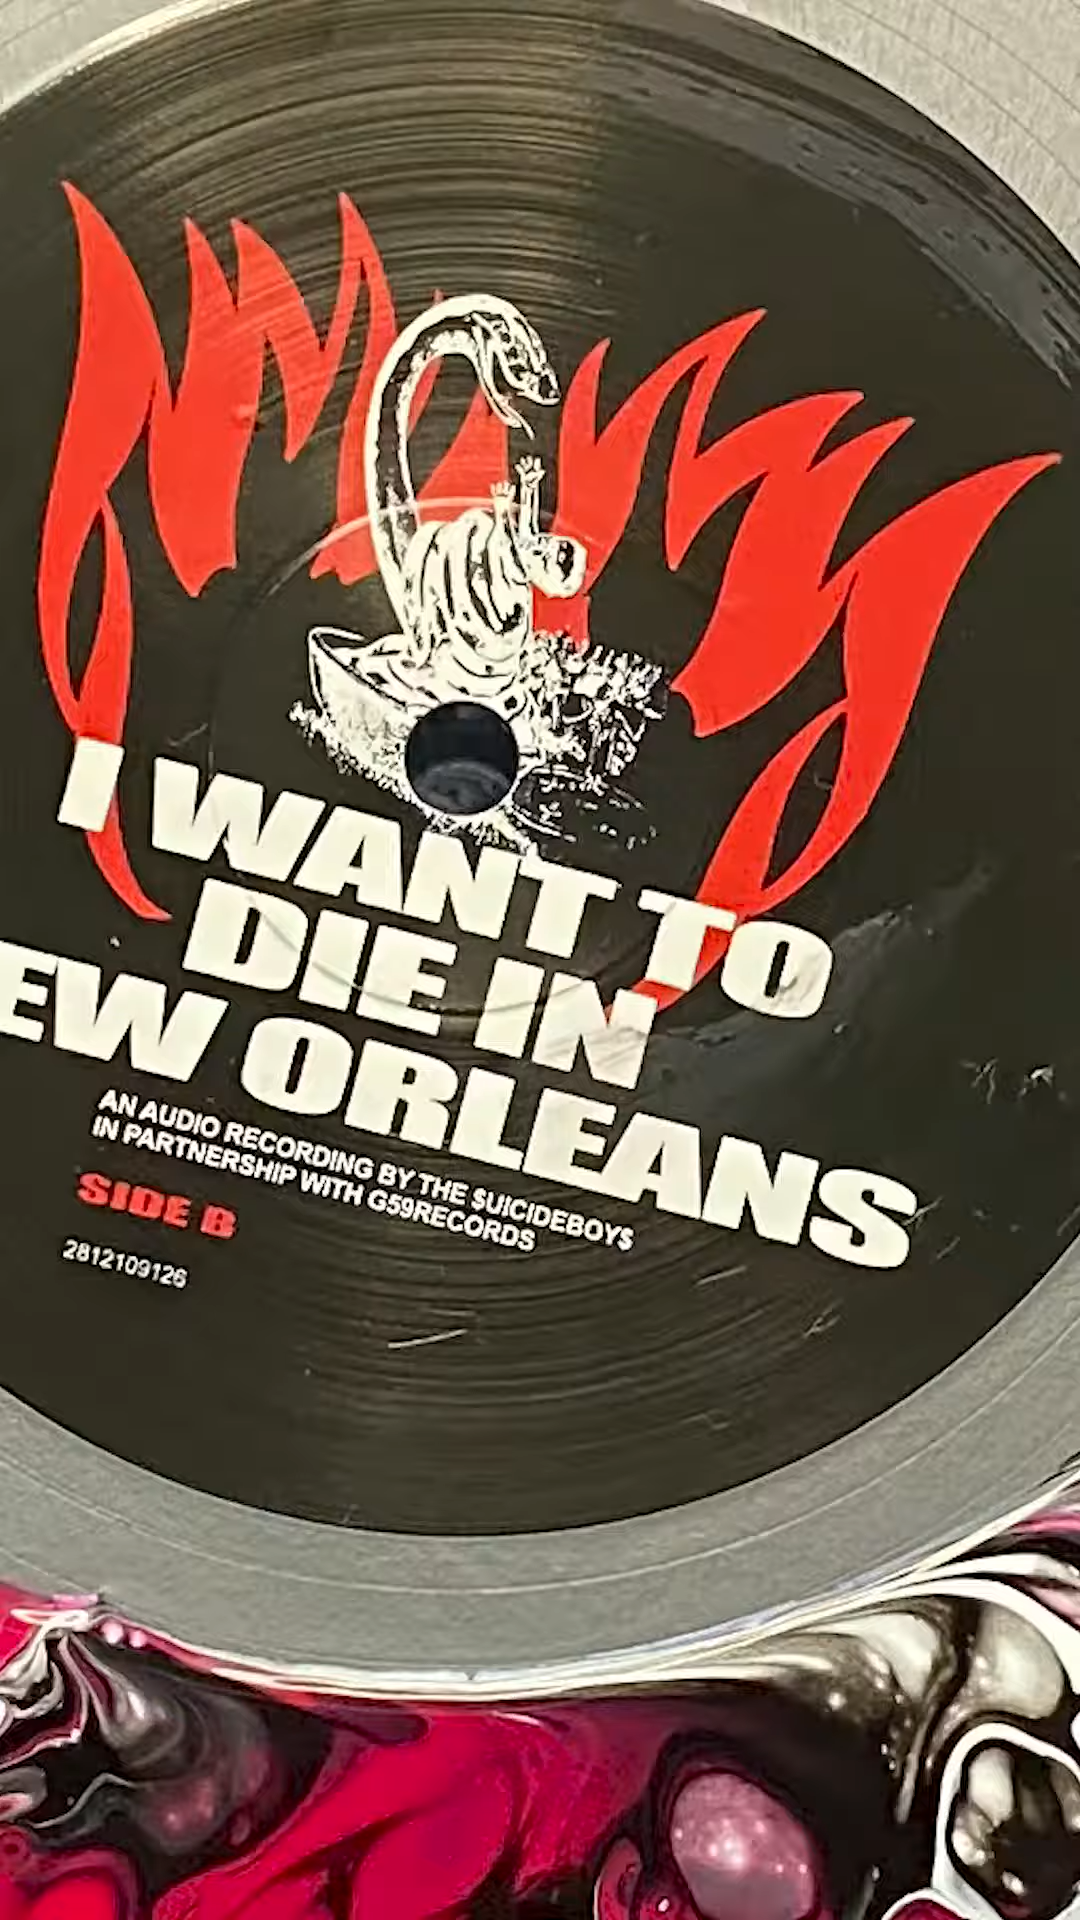 I WANT TO
DIE IN
EW ORLEANS
AN AUDIO RECORDING BY THE $UICIDEBOY$
IN PARTNERSHIP WITH G59RECORDS
SIDE B
2812109126